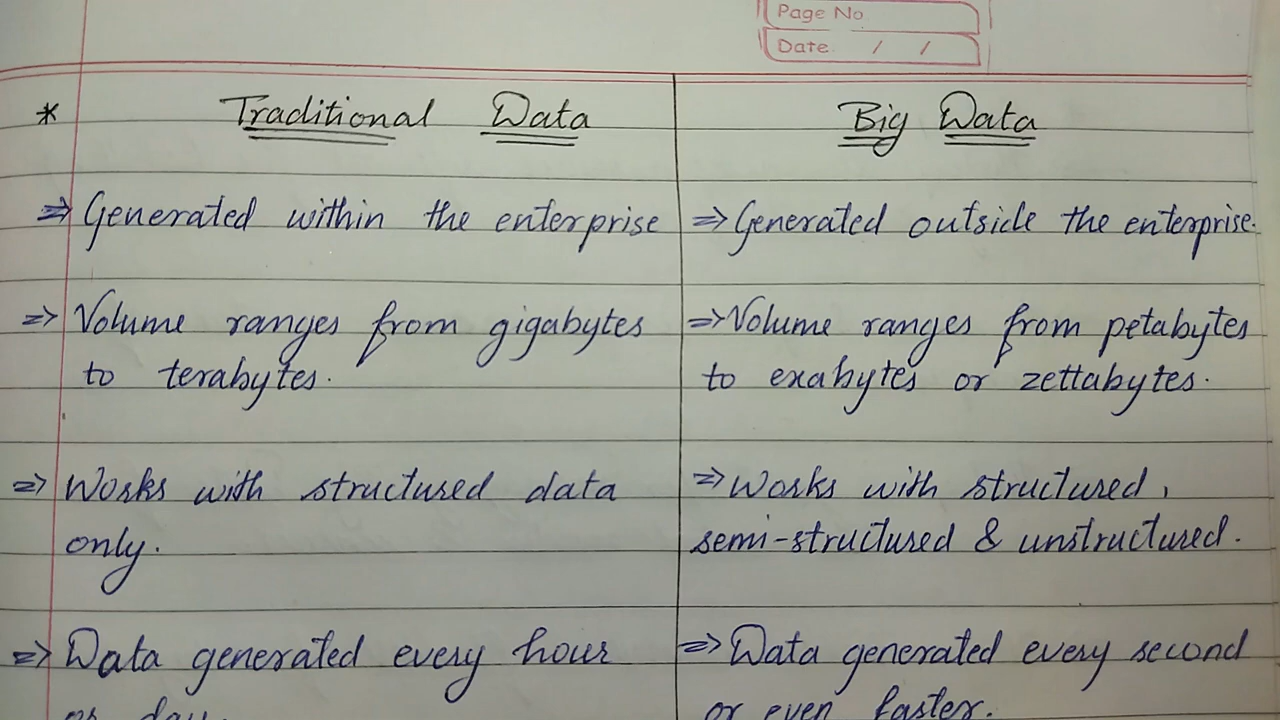 Page No
Date / /
* Traditional Data
⇒ Generated within the enterprise
⇒ Volume ranges from gigabytes
to terabytes.
⇒ Works with structured data
only.
⇒ Data generated every hour
or day.
Big Data
⇒ Generated outside the enterprise.
⇒ Volume ranges from petabytes
to exabytes or zettabytes.
⇒ Works with structured,
semi-structured & unstructured.
⇒ Data generated every second
or even faster.